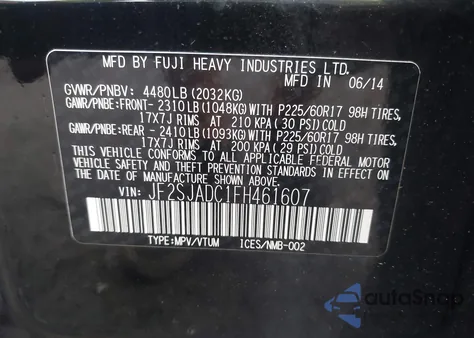 MFD BY FUJI HEAVY INDUSTRIES LTD.
MFD IN 06/14
GVWR/PNBV: 4480LB (2032KG)
GAWR/PNBE:FRONT- 2310LB(1048KG)WITH P225/60R17 98H TIRES,
17X7J RIMS AT 210 KPA( 30 PSI)COLD
GAWR/PNBE:REAR - 2410LB(1093KG)WITH P225/60R17 98H TIRES,
17X7J RIMS AT 200 KPA( 29 PSI)COLD
THIS VEHICLE CONFORMS TO ALL APPLICABLE FEDERAL MOTOR
VEHICLE SAFETY AND BUMPER STANDARDS IN EFFECT ON
THE DATE OF MANUFACTURE SHOWN ABOVE.
VIN: JF2SJADC1FH461607
TYPE:MPV/VTUM ICES/NMB-002
autoSnap